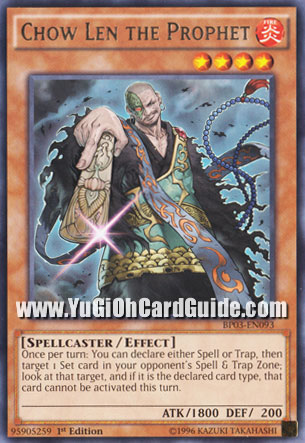 CHOW LEN THE PROPHET
FIRE
炎
www.YuGiOhCardGuide.com
BP03-EN093
[SPELLCASTER / EFFECT]
Once per turn: You can declare either Spell or Trap, then
target 1 Set card in your opponent's Spell & Trap Zone;
look at that target, and if it is the declared type, that
card cannot be activated this turn.
ATK/1800 DEF/ 200
95905259 1st Edition ©1996 KAZUKI TAKAHASHI